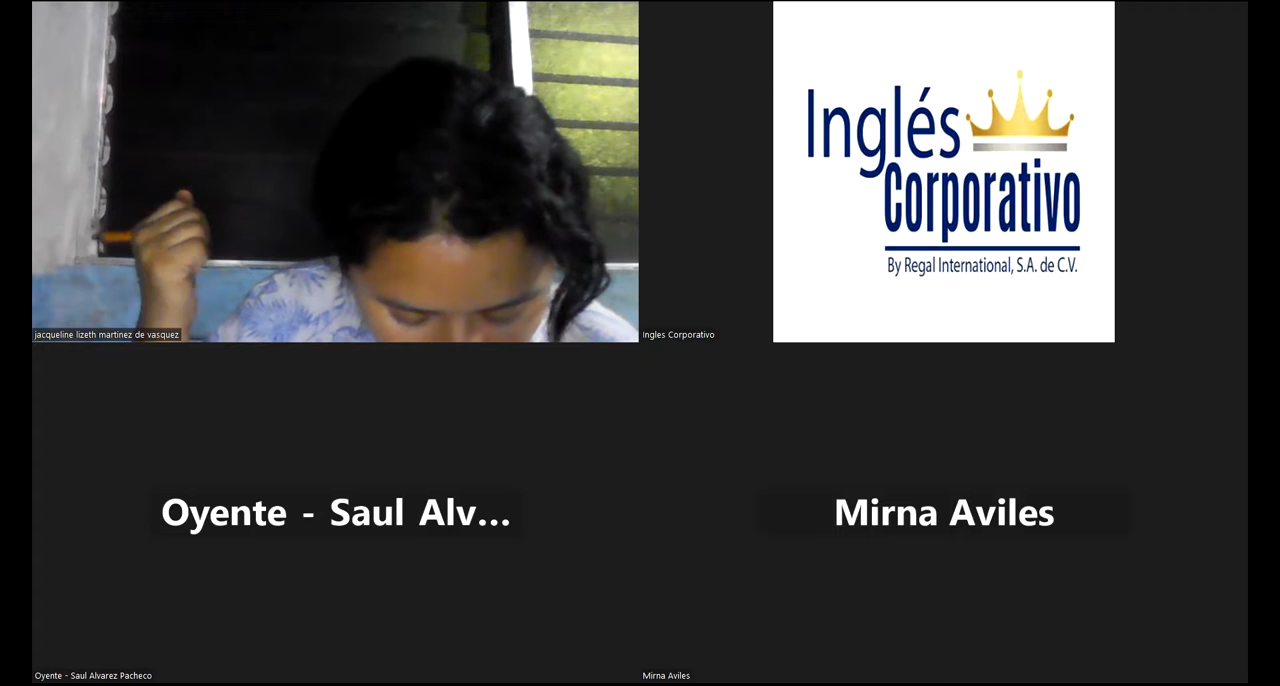 Inglés
Corporativo
By Regal International, S.A. de C.V.
jacqueline lizeth martinez de vasquez
Ingles Corporativo
Oyente - Saul Alv...
Mirna Aviles
Oyente - Saul Alvarez Pacheco
Mirna Aviles